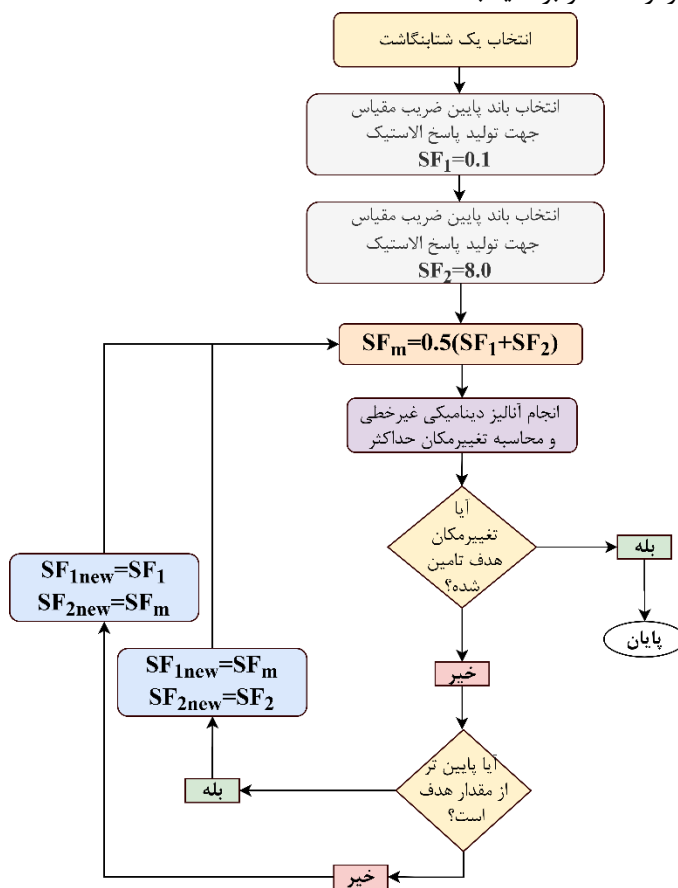 انتخاب یک شتابنگاشت
انتخاب باند پایین ضریب مقیاس
جهت تولید پاسخ الاستیک
SF₁=0.1
انتخاب باند پایین ضریب مقیاس
جهت تولید پاسخ الاستیک
SF₂=8.0
SFₘ=0.5(SF₁+SF₂)
انجام آنالیز دینامیکی غیرخطی
و محاسبه تغییرمکان حداکثر
آیا
تغییرمکان
هدف تامین
شده؟
بله
پایان
خیر
آیا پایین تر
از مقدار هدف
است؟
بله
SF1new=SFm
SF2new=SF2
خیر
SF1new=SF1
SF2new=SFm